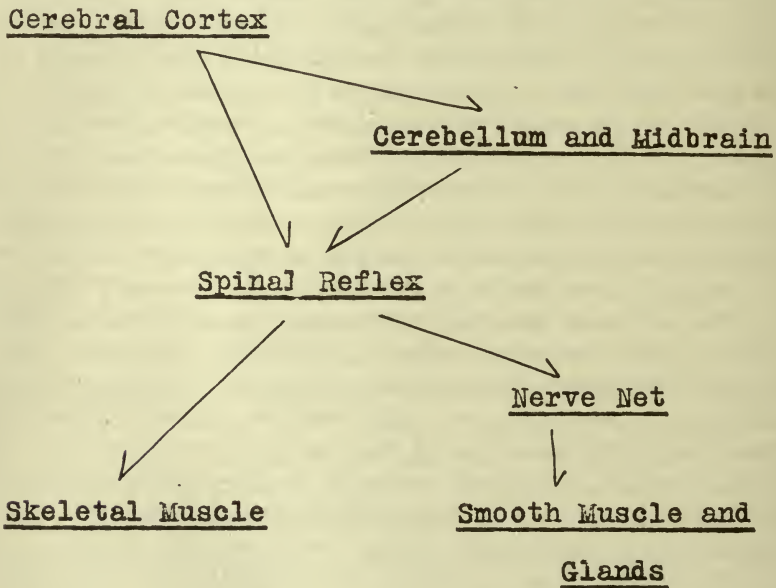 Cerebral Cortex
Cerebellum and Midbrain
Spinal Reflex
Nerve Net
Skeletal Muscle
Smooth Muscle and
Glands